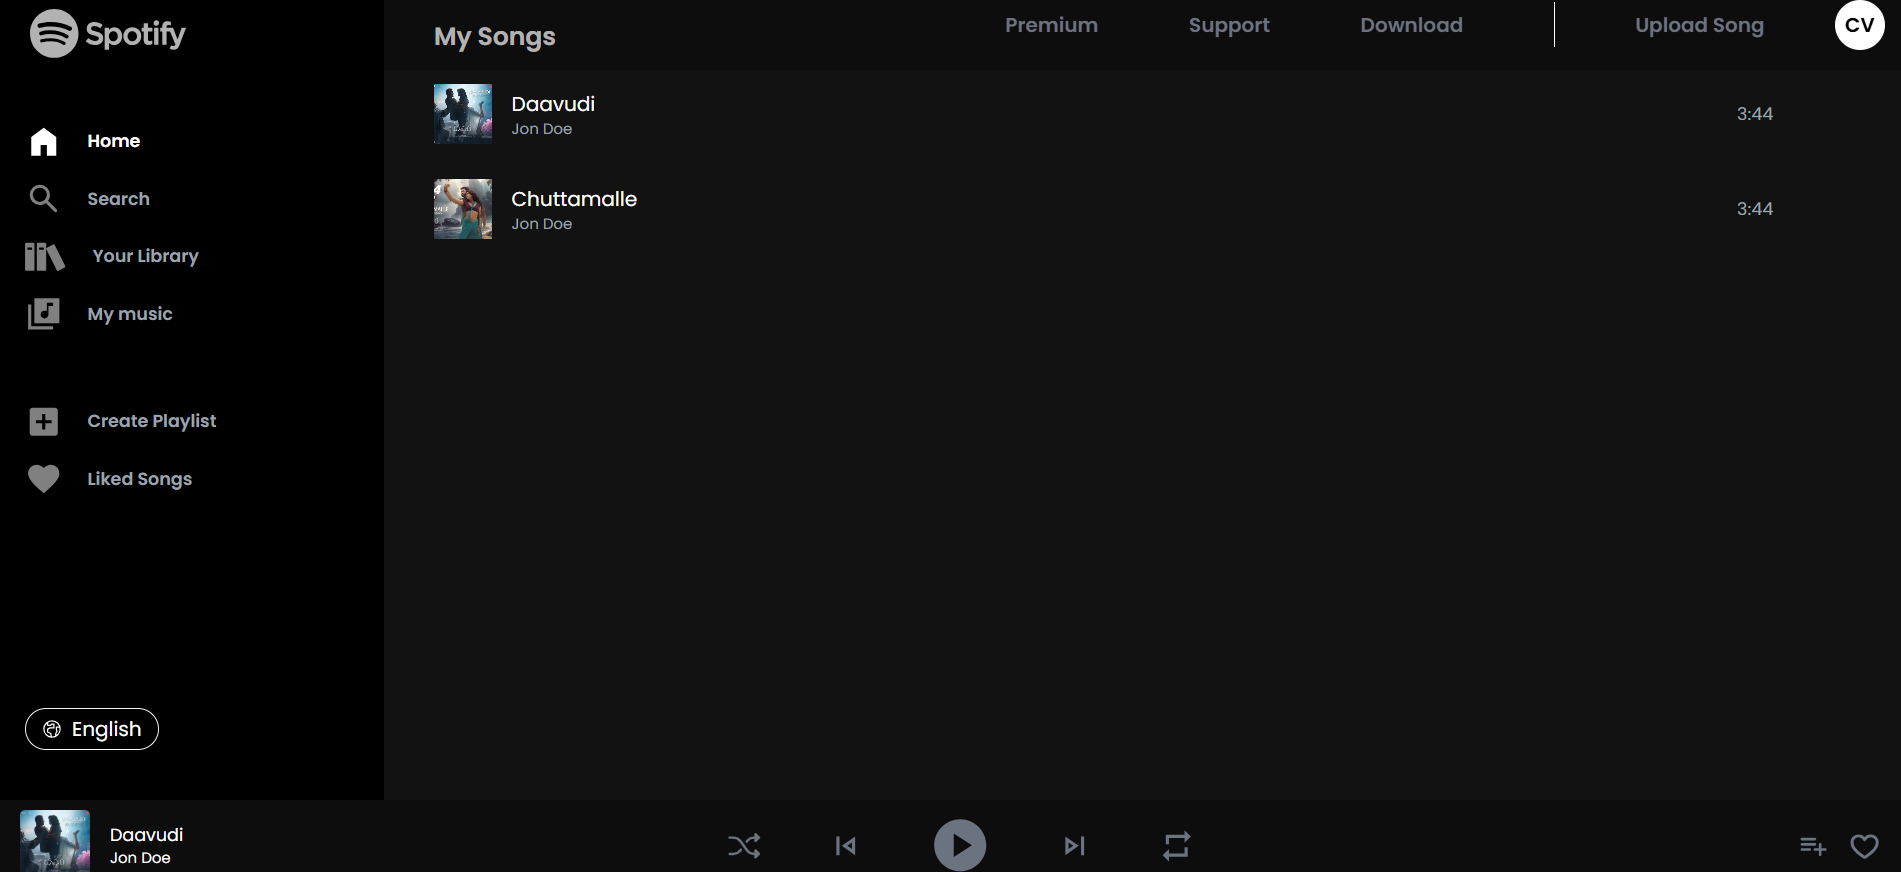 Spotify
Home
Search
Your Library
My music
Create Playlist
Liked Songs
English
My Songs
Premium
Support
Download
Upload Song
CV
Daavudi
Jon Doe
3:44
Chuttamalle
Jon Doe
3:44
Daavudi
Jon Doe